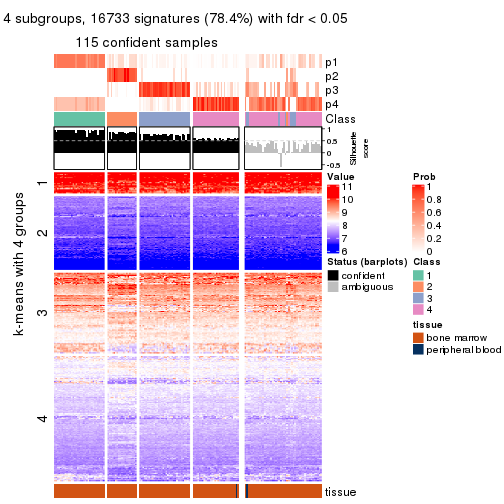 4 subgroups, 16733 signatures (78.4%) with fdr < 0.05
115 confident samples
p1
p2
p3
p4
Class
1
0.5
0
-0.5
Silhouette
score
k-means with 4 groups
1
2
3
4
tissue
Value
11
10
9
8
7
6
Prob
1
0.8
0.6
0.4
0.2
0
Status (barplots)
confident
ambiguous
Class
1
2
3
4
tissue
bone marrow
peripheral blood